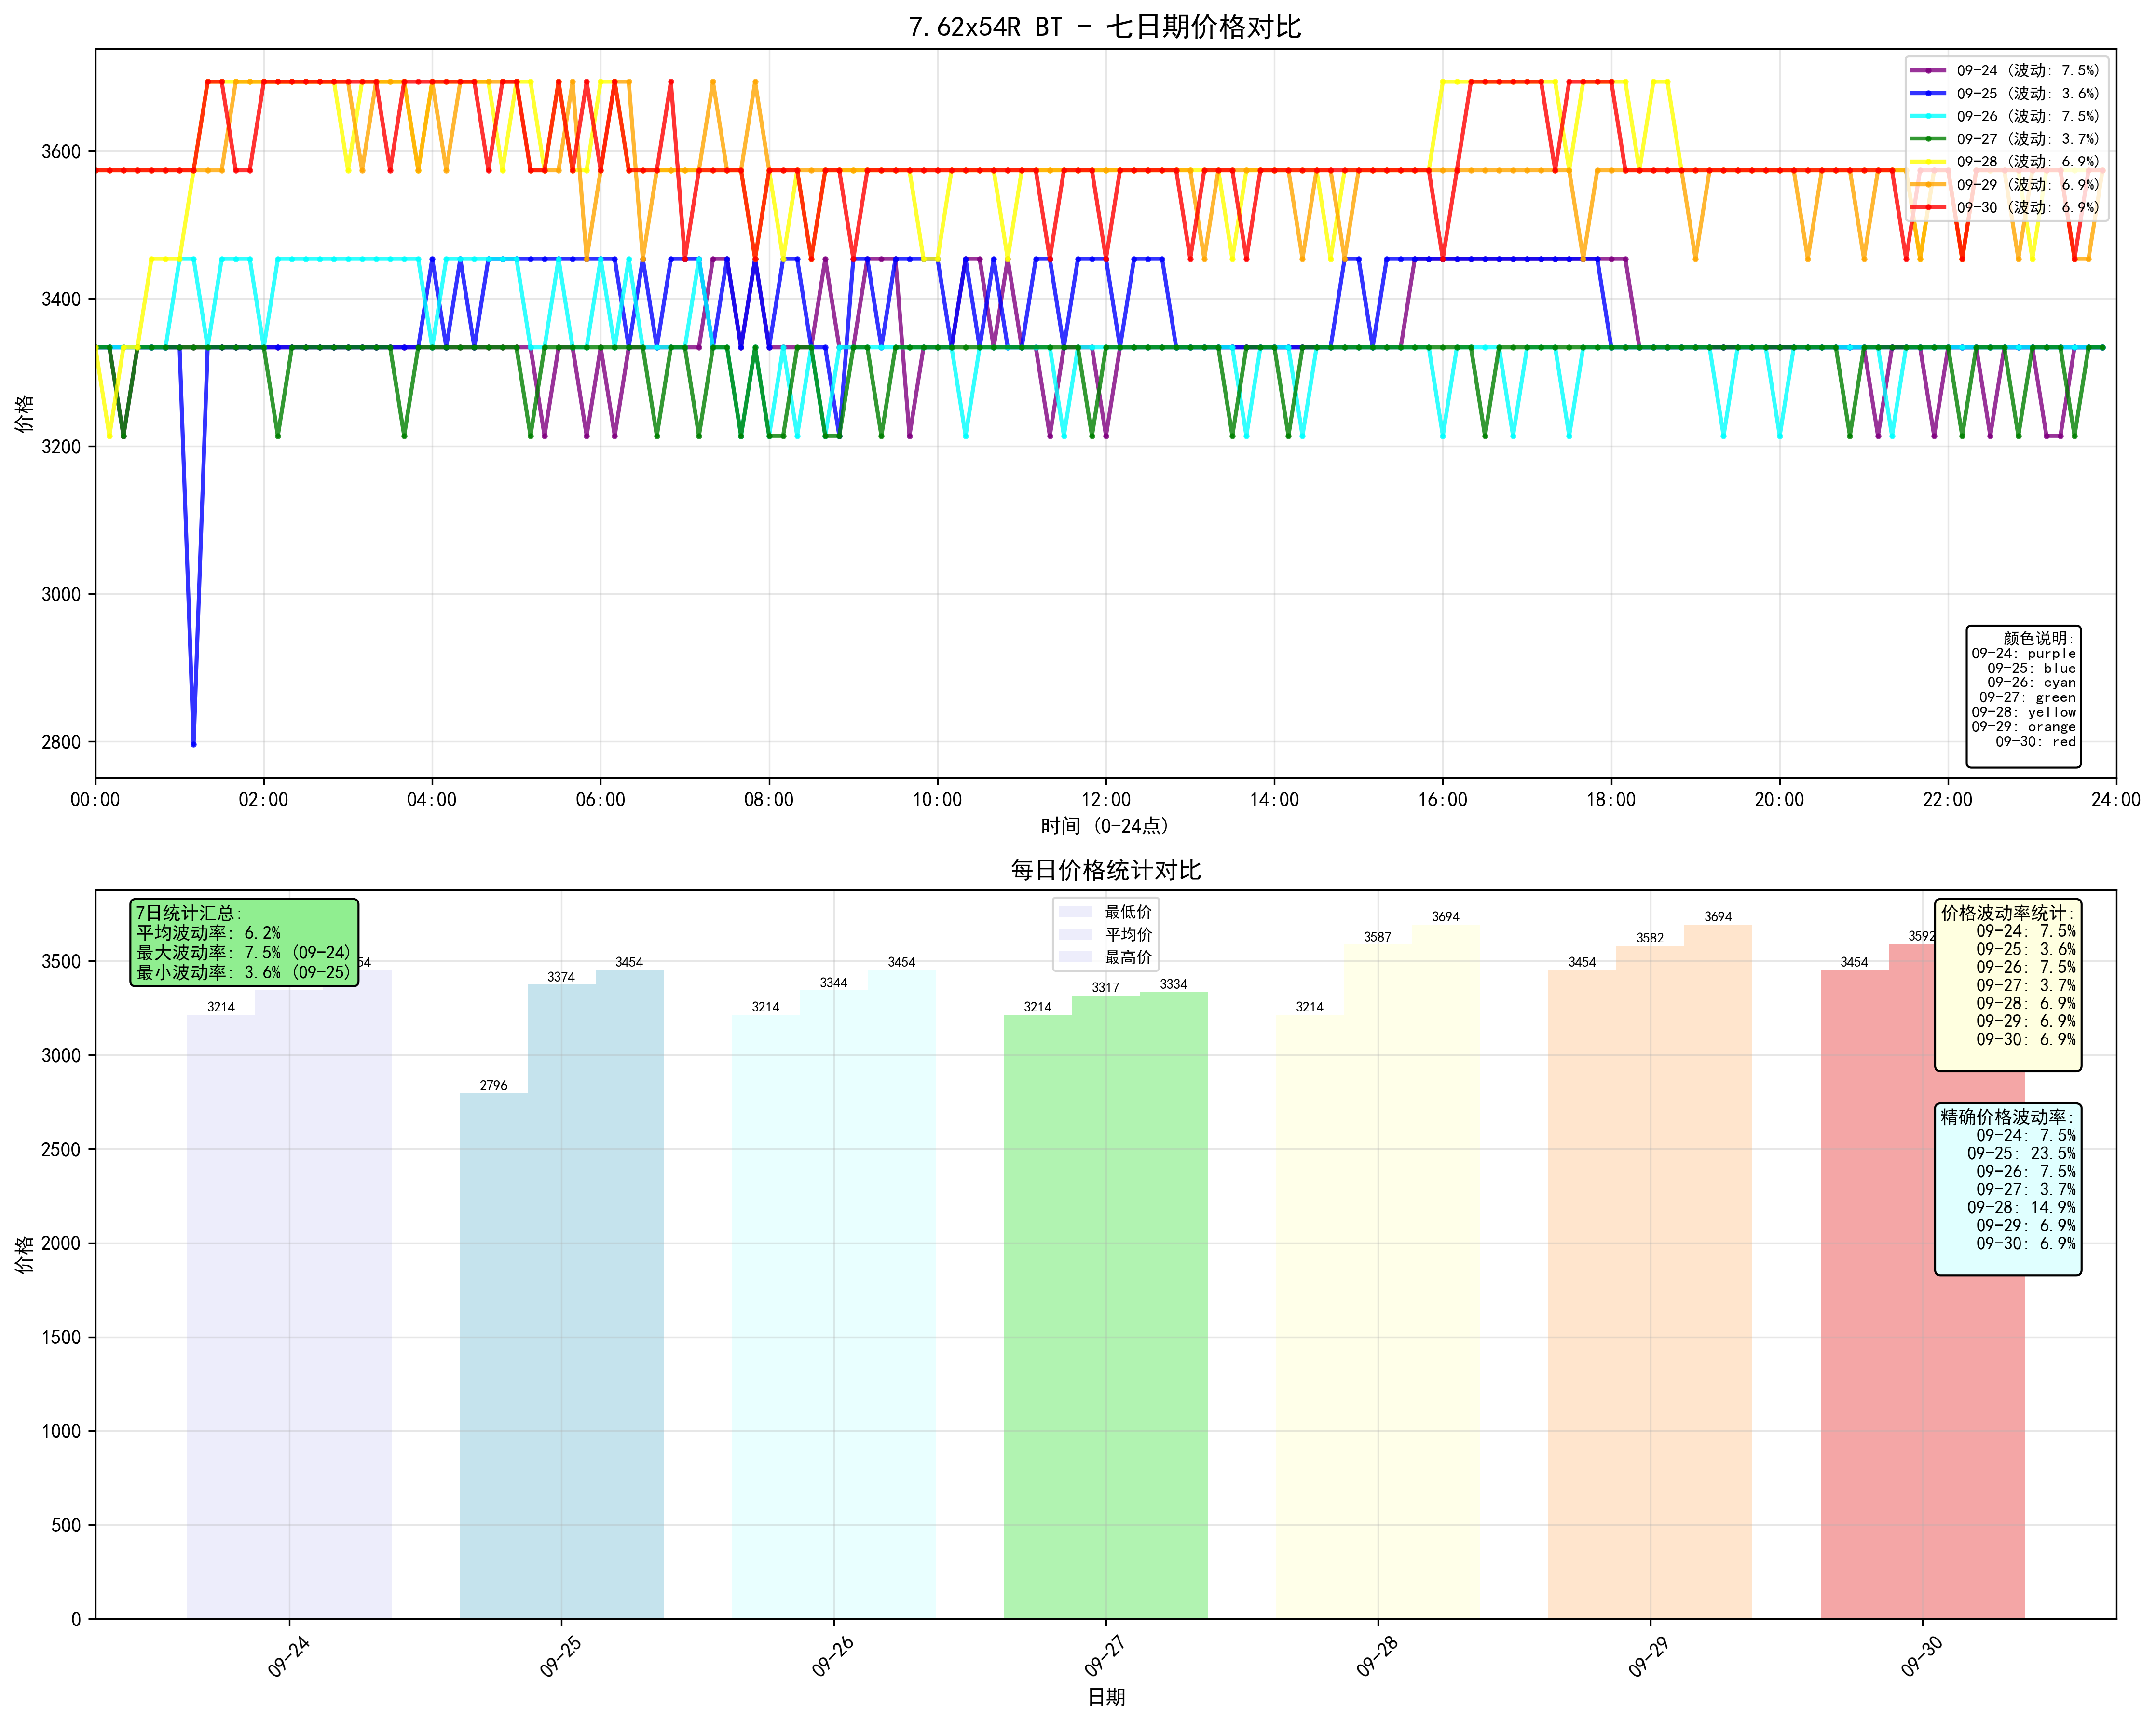 7.62x54R BT - 七日期价格对比
价格
3600
3400
3200
3000
2800
00:00 02:00 04:00 06:00 08:00 10:00 12:00 14:00 16:00 18:00 20:00 22:00 24:00
时间 (0-24点)
09-24 (波动: 7.5%)
09-25 (波动: 3.6%)
09-26 (波动: 7.5%)
09-27 (波动: 3.7%)
09-28 (波动: 6.9%)
09-29 (波动: 6.9%)
09-30 (波动: 6.9%)
颜色说明:
09-24: purple
09-25: blue
09-26: cyan
09-27: green
09-28: yellow
09-29: orange
09-30: red
每日价格统计对比
价格
3500
3000
2500
2000
1500
1000
500
0
7日统计汇总:
平均波动率: 6.2%
最大波动率: 7.5% (09-24)
最小波动率: 3.6% (09-25)
最低价
平均价
最高价
3214 54
2796 3374 3454
3214 3344 3454
3214 3317 3334
3214 3587 3694
3454 3582 3694
3454 3592
价格波动率统计:
09-24: 7.5%
09-25: 3.6%
09-26: 7.5%
09-27: 3.7%
09-28: 6.9%
09-29: 6.9%
09-30: 6.9%
精确价格波动率:
09-24: 7.5%
09-25: 23.5%
09-26: 7.5%
09-27: 3.7%
09-28: 14.9%
09-29: 6.9%
09-30: 6.9%
09-24 09-25 09-26 09-27 09-28 09-29 09-30
日期